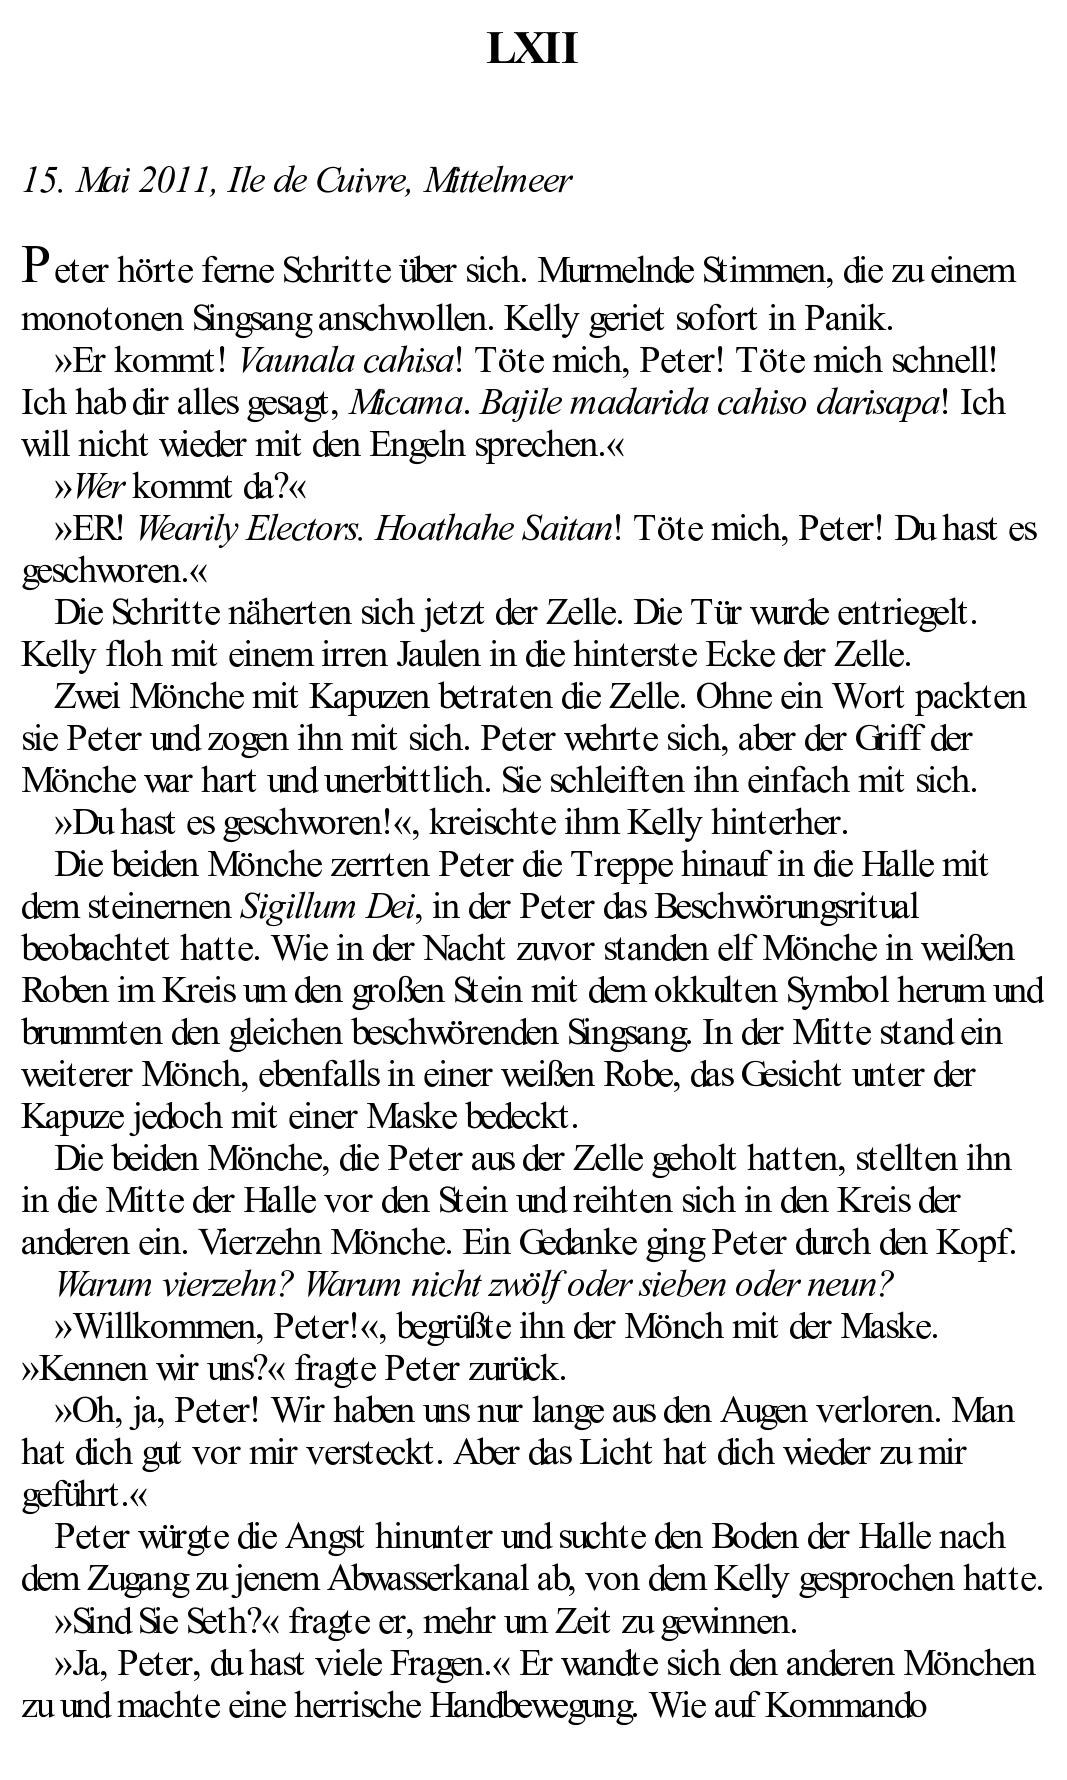 LXII
15. Mai 2011, Ile de Cuivre, Mittelmeer
Peter hörte ferne Schritte über sich. Murmelnde Stimmen, die zu einem
monotonen Singsang anschwollen. Kelly geriet sofort in Panik.
»Er kommt! Vaunala cahisa! Töte mich, Peter! Töte mich schnell!
Ich hab dir alles gesagt, Micama. Bajile madarida cahiso darisapa! Ich
will nicht wieder mit den Engeln sprechen.«
»Wer kommt da?«
»ER! Wearily Electors. Hoathahe Saitan! Töte mich, Peter! Du hast es
geschworen.«
Die Schritte näherten sich jetzt der Zelle. Die Tür wurde entriegelt.
Kelly floh mit einem irren Jaulen in die hinterste Ecke der Zelle.
Zwei Mönche mit Kapuzen betraten die Zelle. Ohne ein Wort packten
sie Peter und zogen ihn mit sich. Peter wehrte sich, aber der Griff der
Mönche war hart und unerbittlich. Sie schleiften ihn einfach mit sich.
»Du hast es geschworen!«, kreischte ihm Kelly hinterher.
Die beiden Mönche zerrten Peter die Treppe hinauf in die Halle mit
dem steinernen Sigillum Dei, in der Peter das Beschwörungsritual
beobachtet hatte. Wie in der Nacht zuvor standen elf Mönche in weißen
Roben im Kreis um den großen Stein mit dem okkulten Symbol herum und
brummten den gleichen beschwörenden Singsang. In der Mitte stand ein
weiterer Mönch, ebenfalls in einer weißen Robe, das Gesicht unter der
Kapuze jedoch mit einer Maske bedeckt.
Die beiden Mönche, die Peter aus der Zelle geholt hatten, stellten ihn
in die Mitte der Halle vor den Stein und reihten sich in den Kreis der
anderen ein. Vierzehn Mönche. Ein Gedanke ging Peter durch den Kopf.
Warum vierzehn? Warum nicht zwölf oder sieben oder neun?
»Willkommen, Peter!«, begrüßte ihn der Mönch mit der Maske.
»Kennen wir uns?« fragte Peter zurück.
»Oh, ja, Peter! Wir haben uns nur lange aus den Augen verloren. Man
hat dich gut vor mir versteckt. Aber das Licht hat dich wieder zu mir
geführt.«
Peter würgte die Angst hinunter und suchte den Boden der Halle nach
dem Zugang zu jenem Abwasserkanal ab, von dem Kelly gesprochen hatte.
»Sind Sie Seth?« fragte er, mehr um Zeit zu gewinnen.
»Ja, Peter, du hast viele Fragen.« Er wandte sich den anderen Mönchen
zu und machte eine herrische Handbewegung. Wie auf Kommando